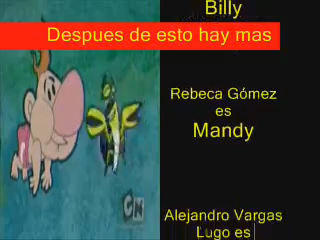 Billy
Despues de esto hay mas
Rebeca Gómez
es
Mandy
CN
Alejandro Vargas
Lugo es